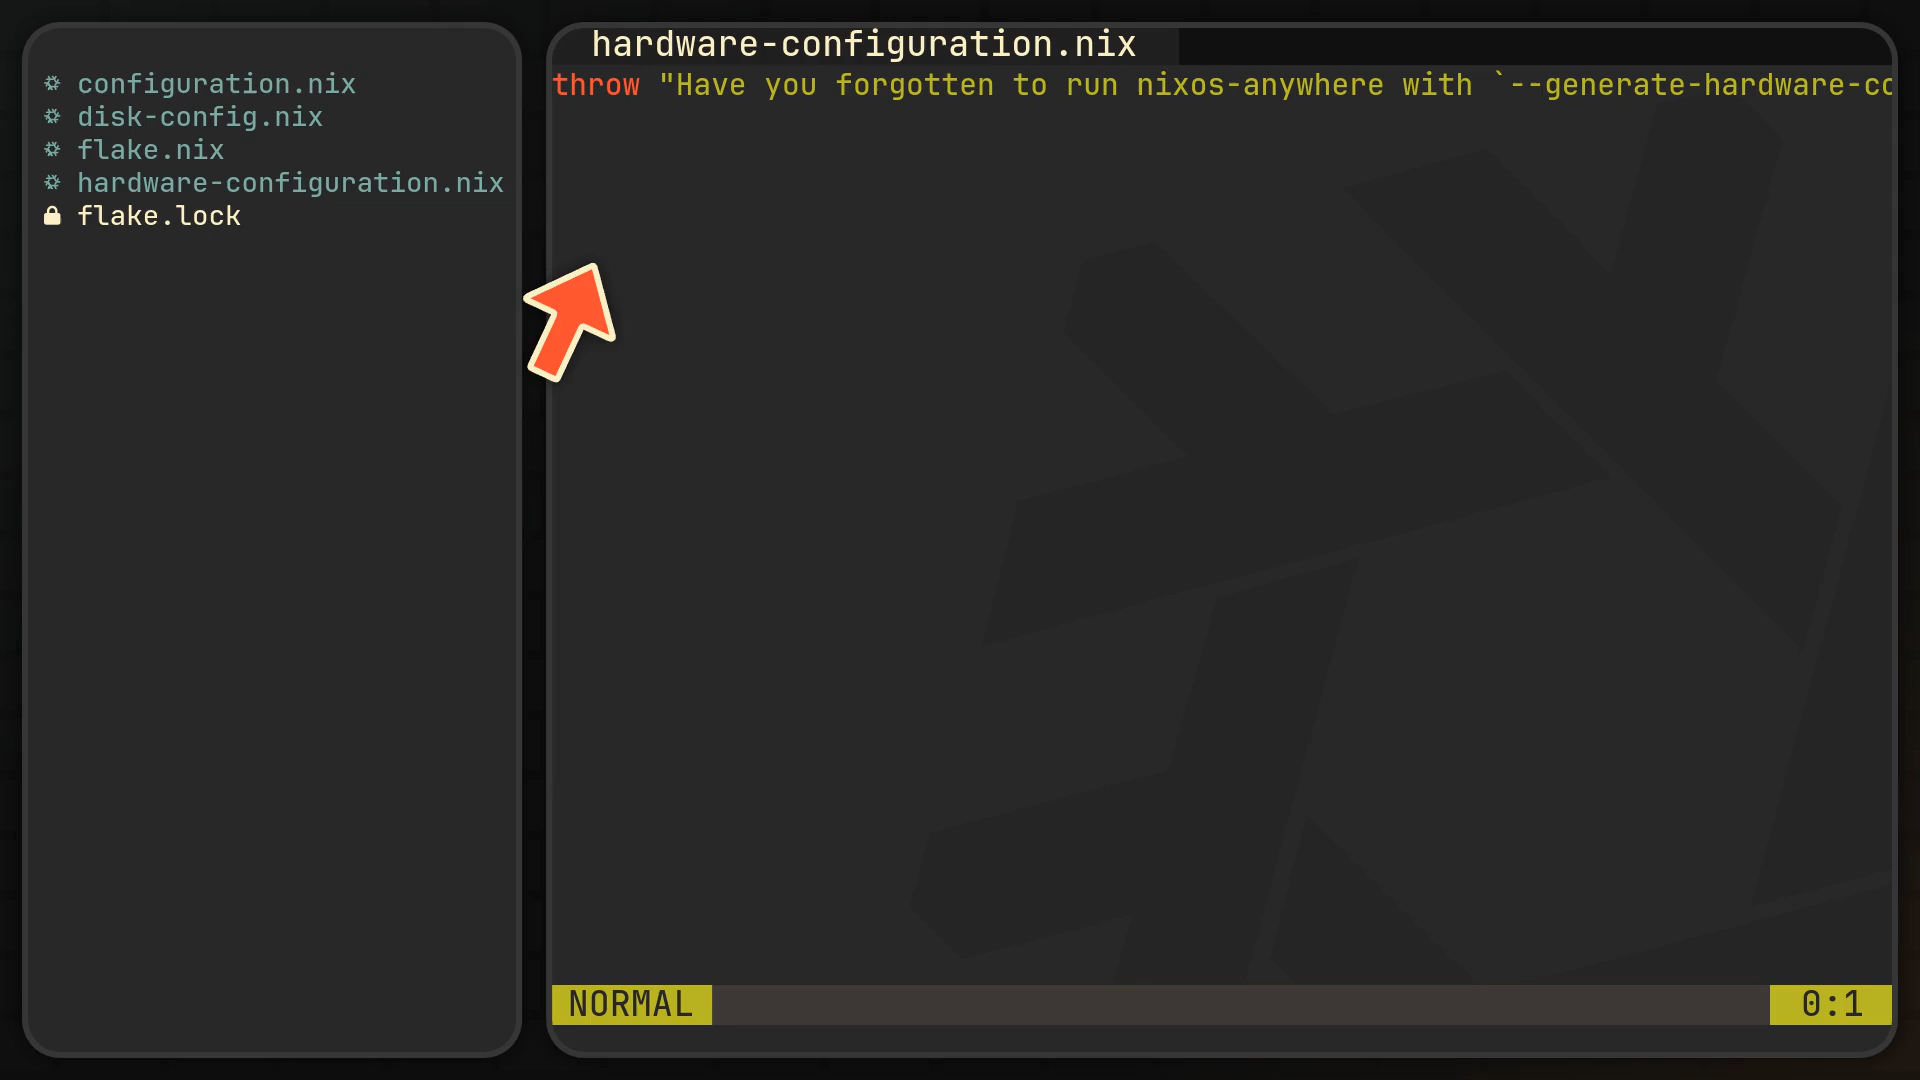 configuration.nix
disk-config.nix
flake.nix
hardware-configuration.nix
flake.lock
hardware-configuration.nix
throw "Have you forgotten to run nixos-anywhere with `--generate-hardware-co
NORMAL
0:1